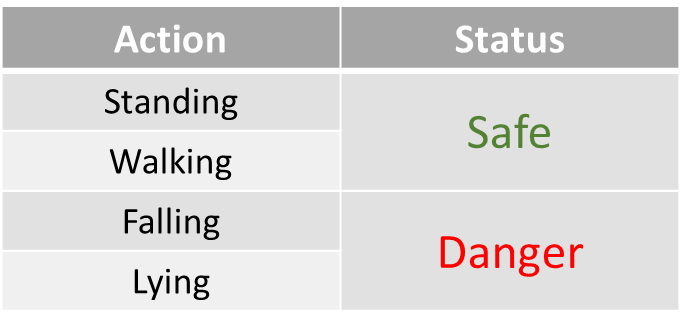 Action Status
Standing
Safe
Walking
Falling
Danger
Lying